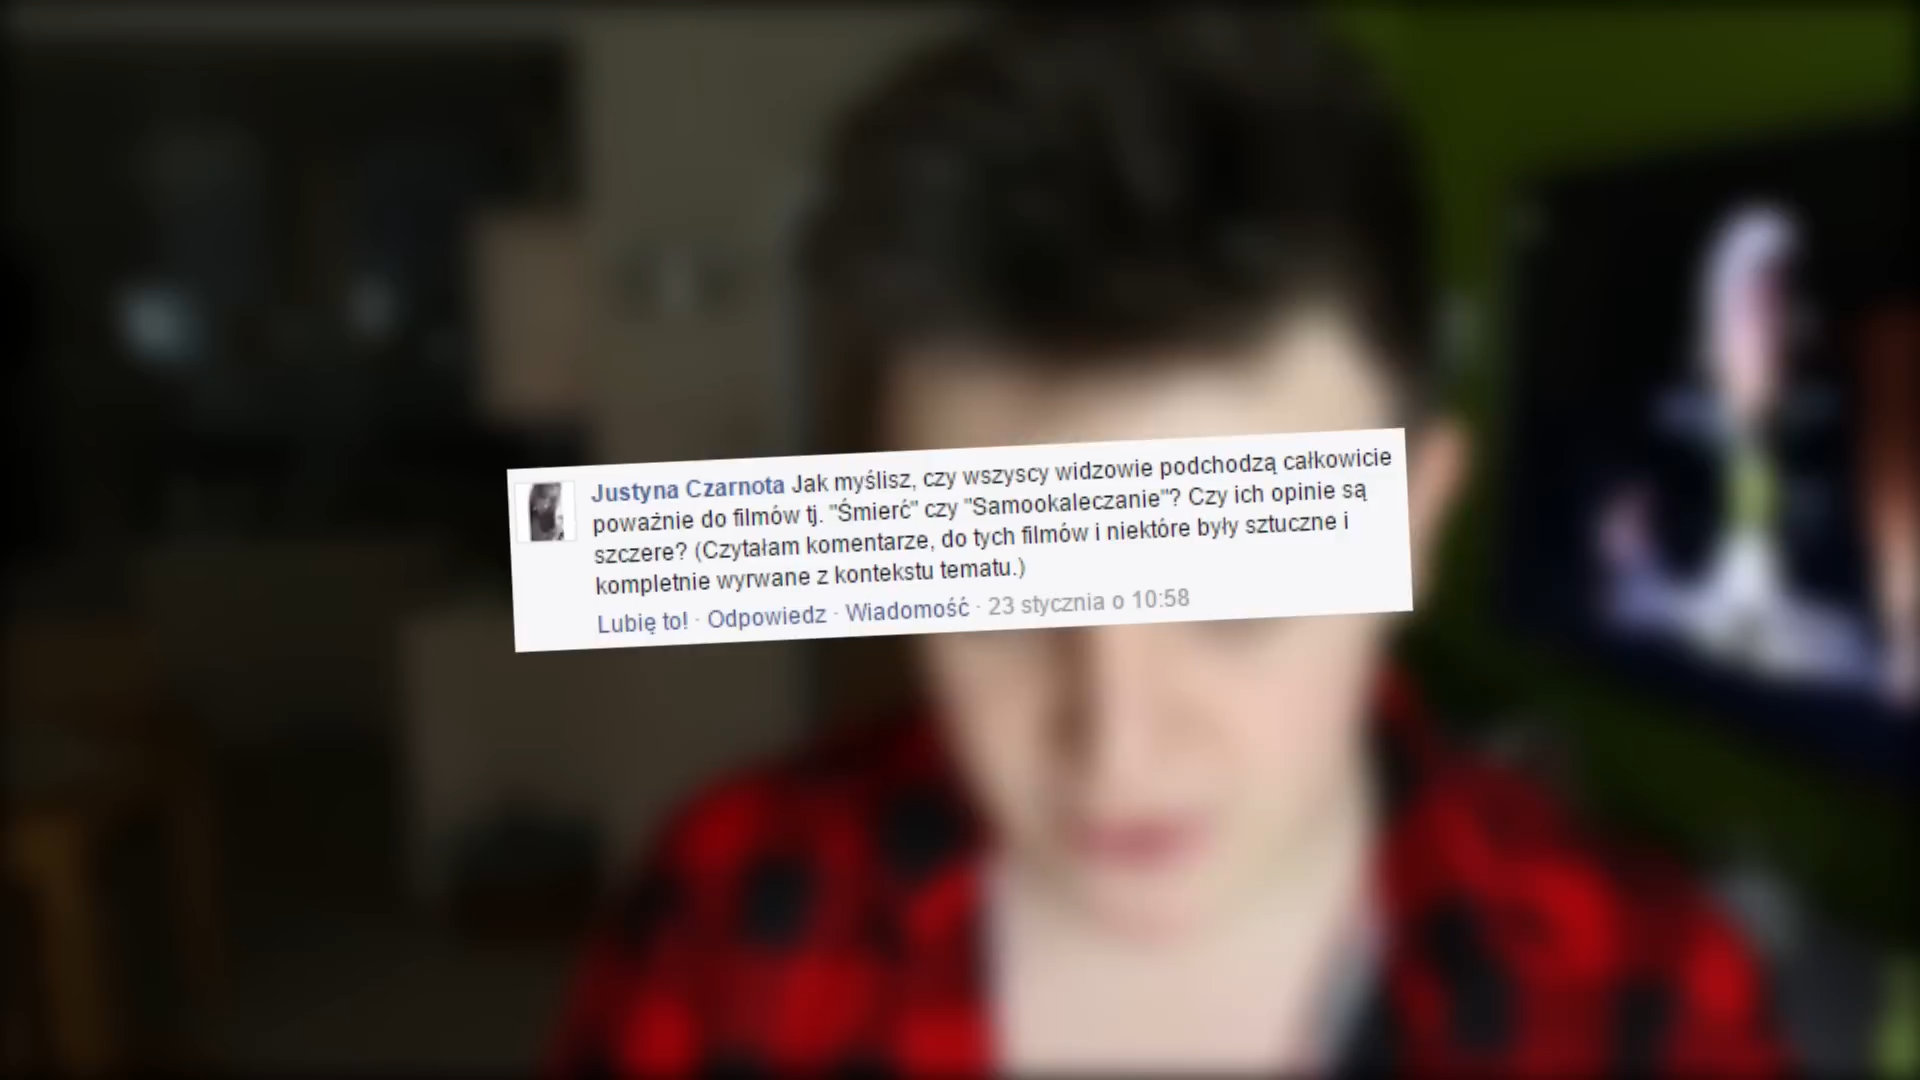 Justyna Czarnota Jak myślisz, czy wszyscy widzowie podchodzą całkowicie
poważnie do filmów tj. "Śmierć" czy "Samookaleczanie"? Czy ich opinie są
szczere? (Czytałam komentarze, do tych filmów i niektóre były sztuczne i
kompletnie wyrwane z kontekstu tematu.)
Lubię to! · Odpowiedz · Wiadomość · 23 stycznia o 10:58